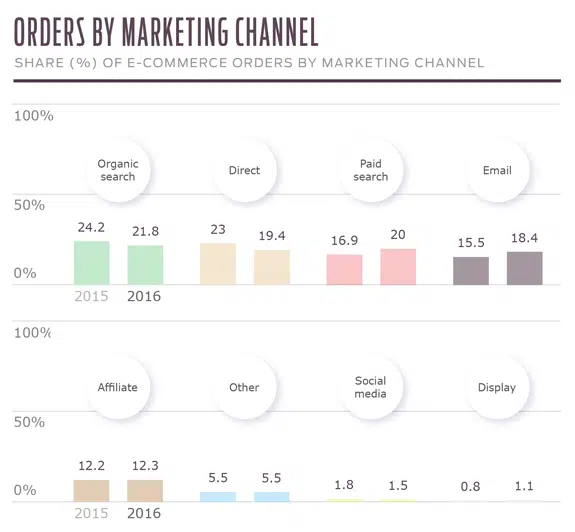 ORDERS BY MARKETING CHANNEL
SHARE (%) OF E-COMMERCE ORDERS BY MARKETING CHANNEL
100%
Organic
search
Direct
Paid
search
Email
50%
24.2
21.8
23
19.4
16.9
20
15.5
18.4
0%
2015
2016
100%
Affiliate
Other
Social
media
Display
50%
12.2
12.3
5.5
5.5
1.8
1.5
0.8
1.1
0%
2015
2016